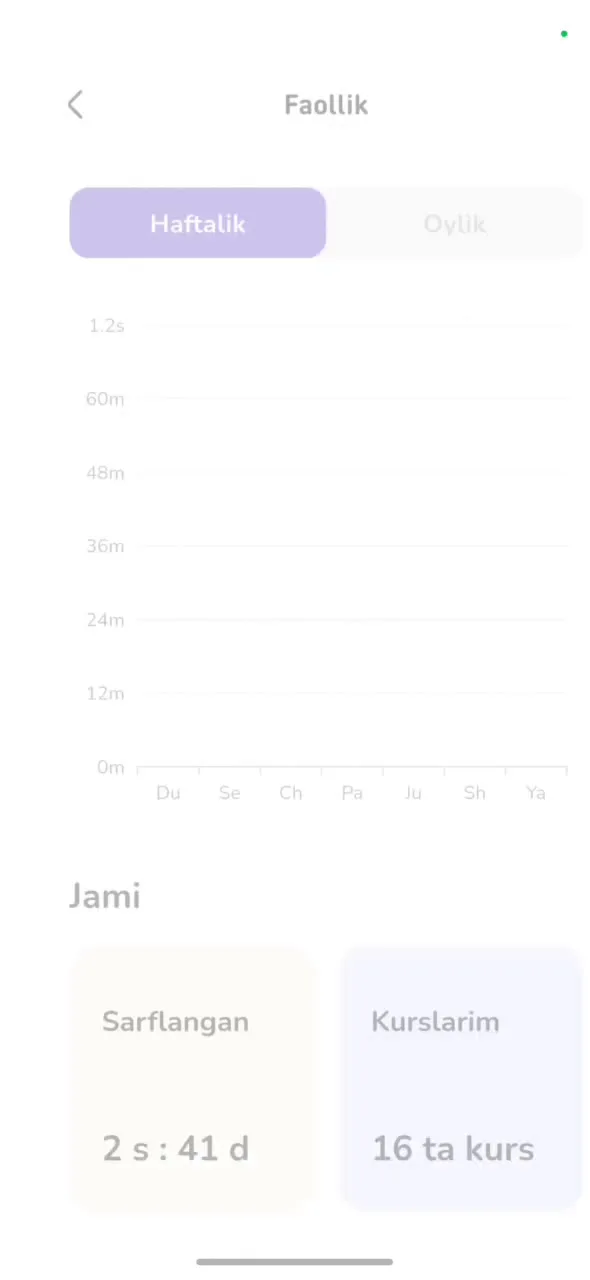 Faollik
Haftalik Oylik
1.2s
60m
48m
36m
24m
12m
0m
Du Se Ch Pa Ju Sh Ya
Jami
Sarflangan Kurslarim
2 s : 41 d 16 ta kurs